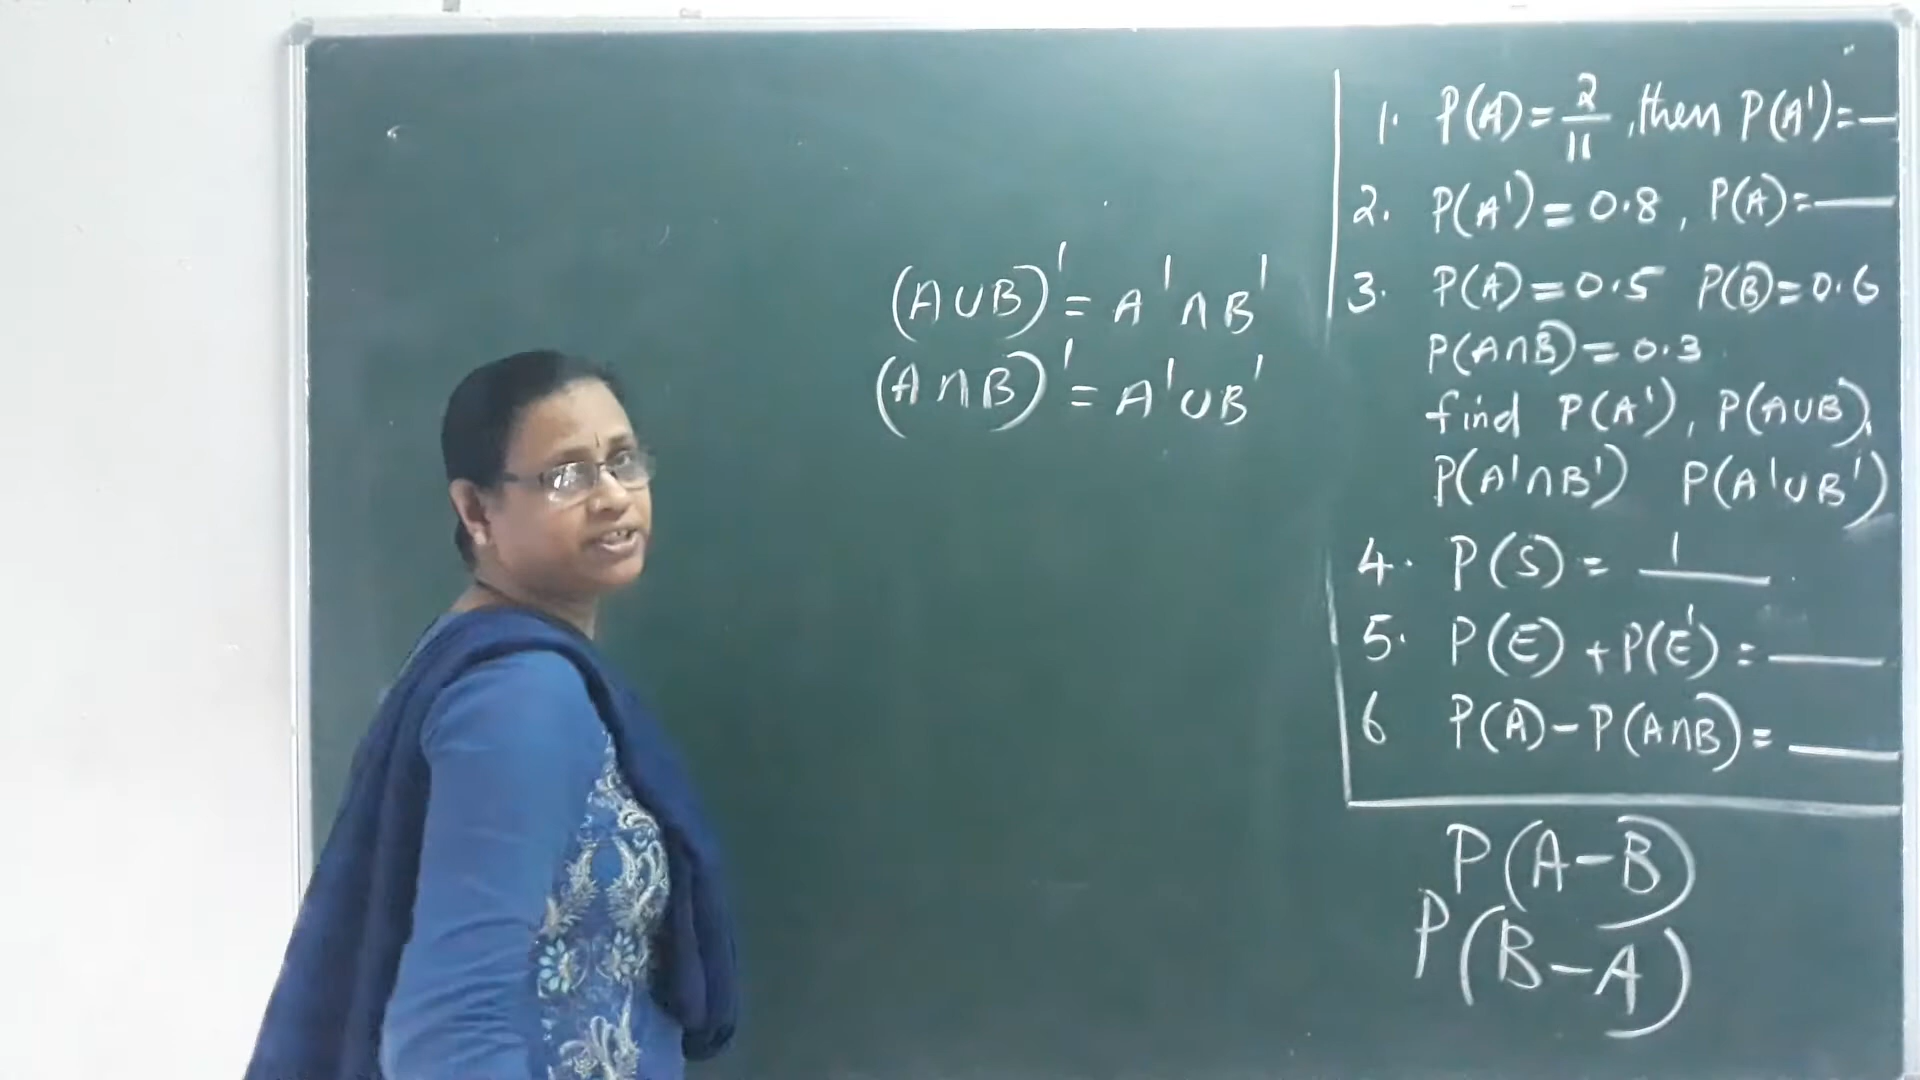 (A∪B)' = A'∩B'
(A∩B)' = A'∪B'
1. P(A) = 2/11, then P(A') = —
2. P(A') = 0.8, P(A) = —
3. P(A) = 0.5 P(B) = 0.6
P(A∩B) = 0.3
find P(A'), P(A∪B),
P(A'∩B') P(A'∪B')
4. P(S) = 1
5. P(E) + P(E') = —
6 P(A) - P(A∩B) = —
P(A-B)
P(B-A)